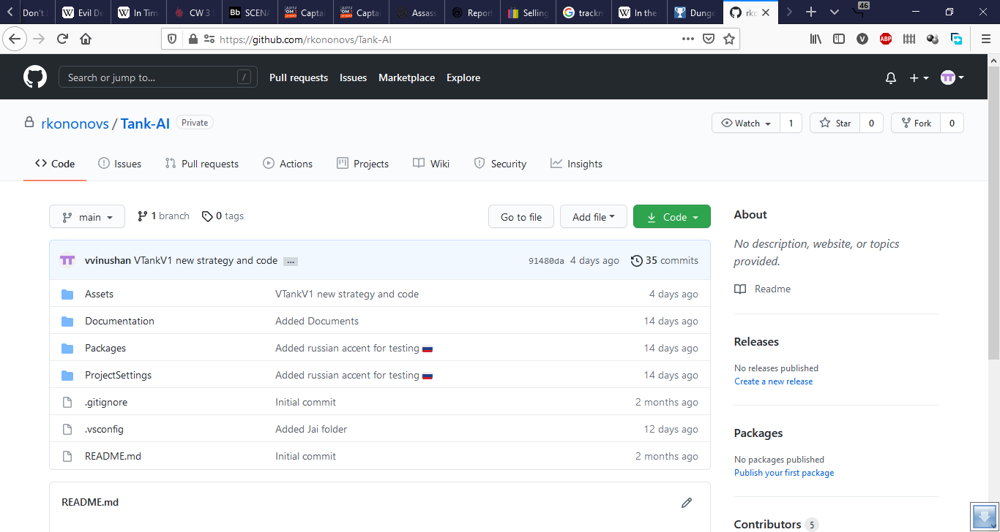 Don't
Evil De
In Tim
CW 3
Bb SCENA
Captai
Captai
Assass
Report
Selling
G trackm
In the
Dunge
rko
46
https://github.com/rkononovs/Tank-AI
ABP
Search or jump to...
/
Pull requests Issues Marketplace Explore
rkononovs / Tank-AI Private
Watch 1 Star 0 Fork 0
Code Issues Pull requests Actions Projects Wiki Security Insights
main 1 branch 0 tags
Go to file Add file Code
vvinushan VTankV1 new strategy and code ... 91480da 4 days ago 35 commits
Assets VTankV1 new strategy and code 4 days ago
Documentation Added Documents 14 days ago
Packages Added russian accent for testing 🇷🇺 14 days ago
ProjectSettings Added russian accent for testing 🇷🇺 14 days ago
.gitignore Initial commit 2 months ago
.vsconfig Added Jai folder 12 days ago
README.md Initial commit 2 months ago
README.md
About
No description, website, or topics
provided.
Readme
Releases
No releases published
Create a new release
Packages
No packages published
Publish your first package
Contributors 5